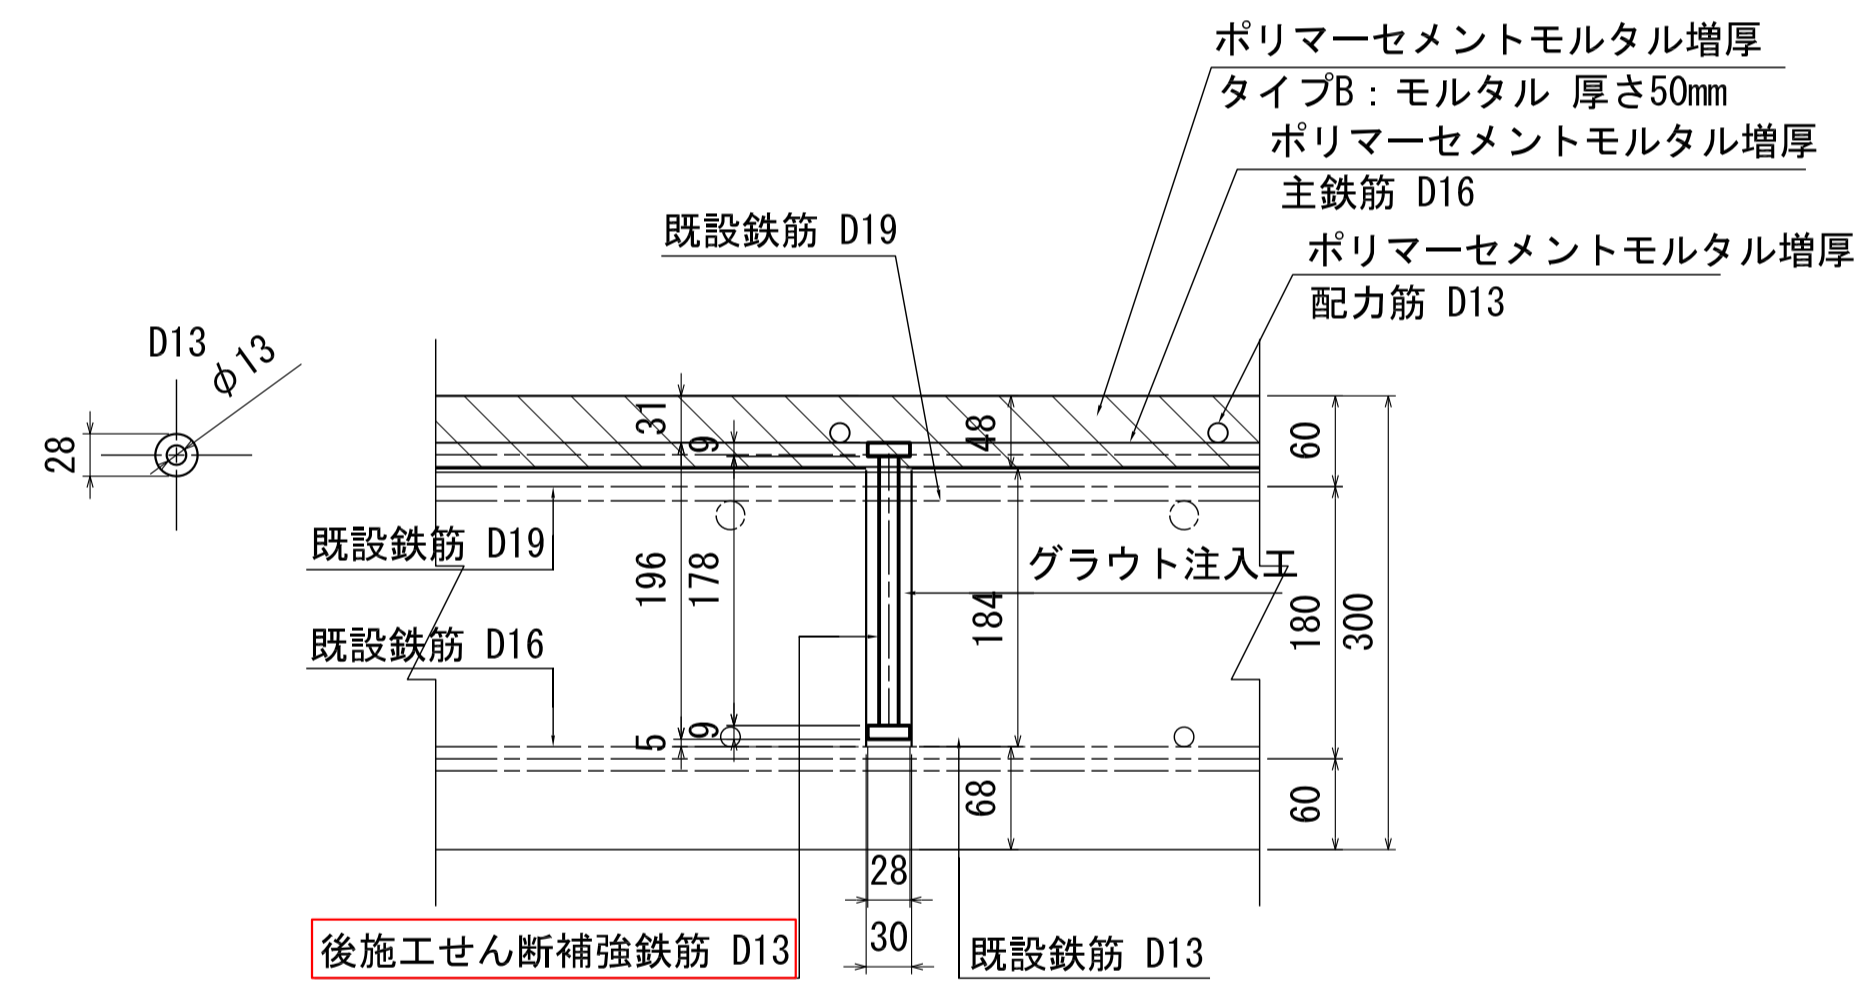 ポリマーセメントモルタル増厚
タイプB：モルタル 厚さ50mm
ポリマーセメントモルタル増厚
主鉄筋 D16
既設鉄筋 D19
ポリマーセメントモルタル増厚
配力筋 D13
D13
φ13
28
31
9
48
60
既設鉄筋 D19
196
178
グラウト注入工
184
180
300
既設鉄筋 D16
5
9
68
60
28
30
後施工せん断補強鉄筋 D13
既設鉄筋 D13